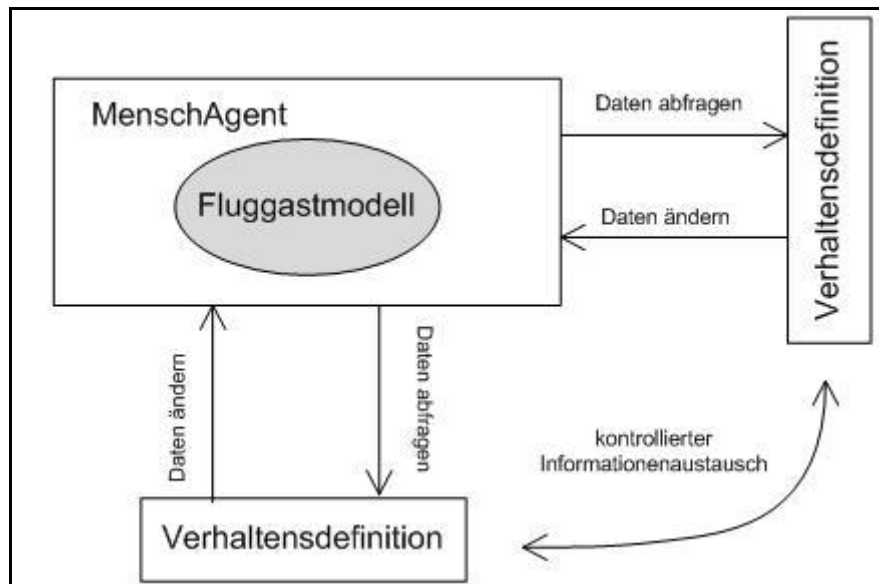 MenschAgent
Fluggastmodell
Daten abfragen
Daten ändern
Verhaltensdefinition
Daten ändern
Daten abfragen
kontrollierter
Informationenaustausch
Verhaltensdefinition